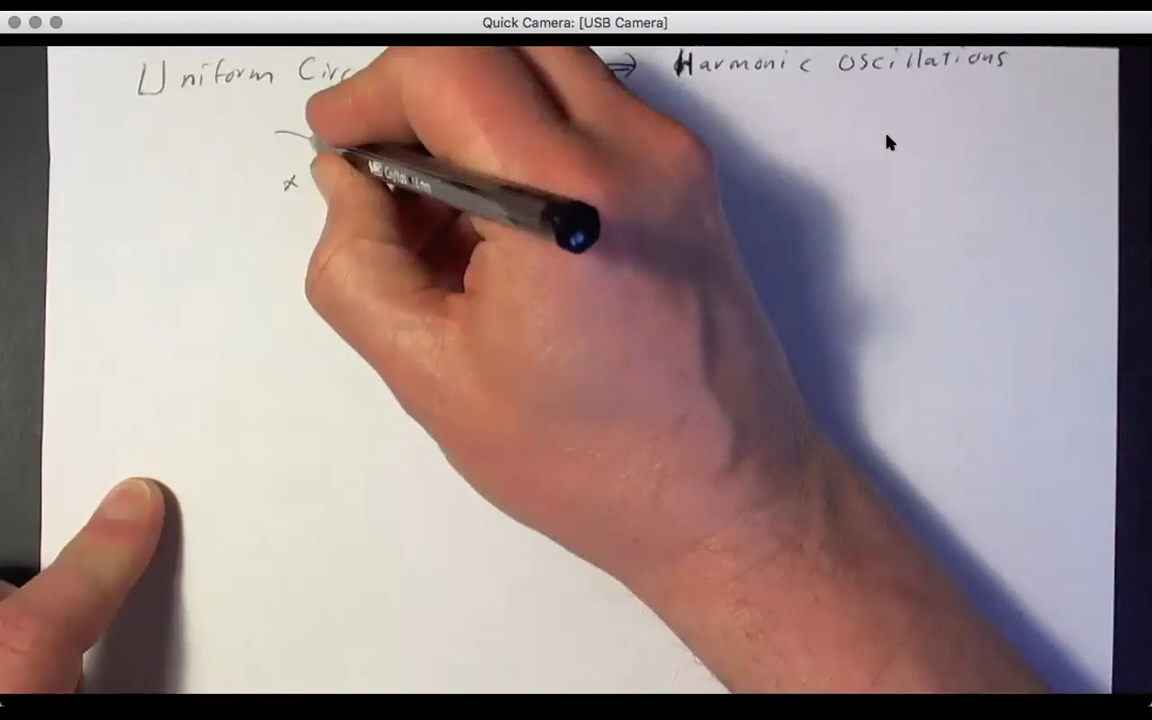 Quick Camera: [USB Camera]
Uniform Circ ⇒ Harmonic Oscillations
x